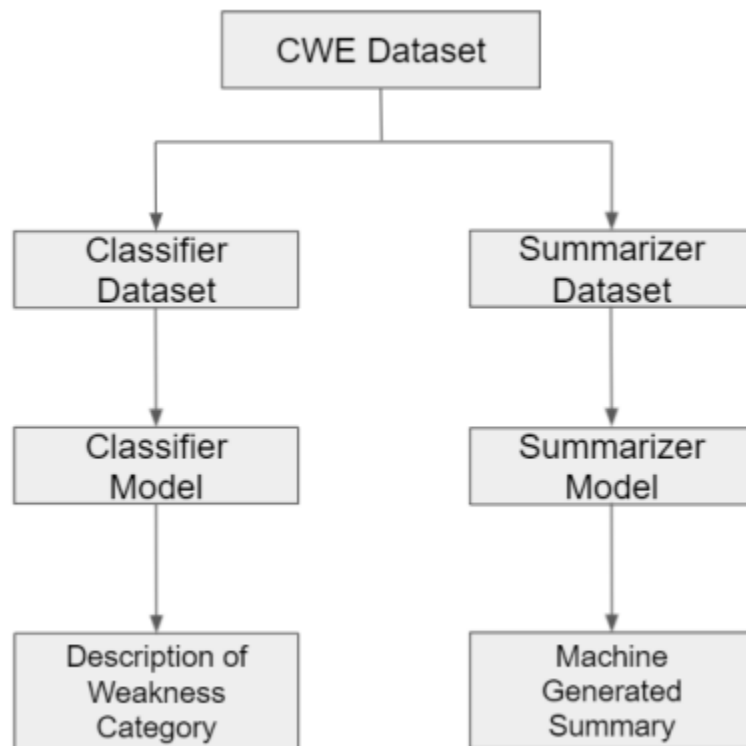 CWE Dataset
Classifier
Dataset
Summarizer
Dataset
Classifier
Model
Summarizer
Model
Description of
Weakness
Category
Machine
Generated
Summary